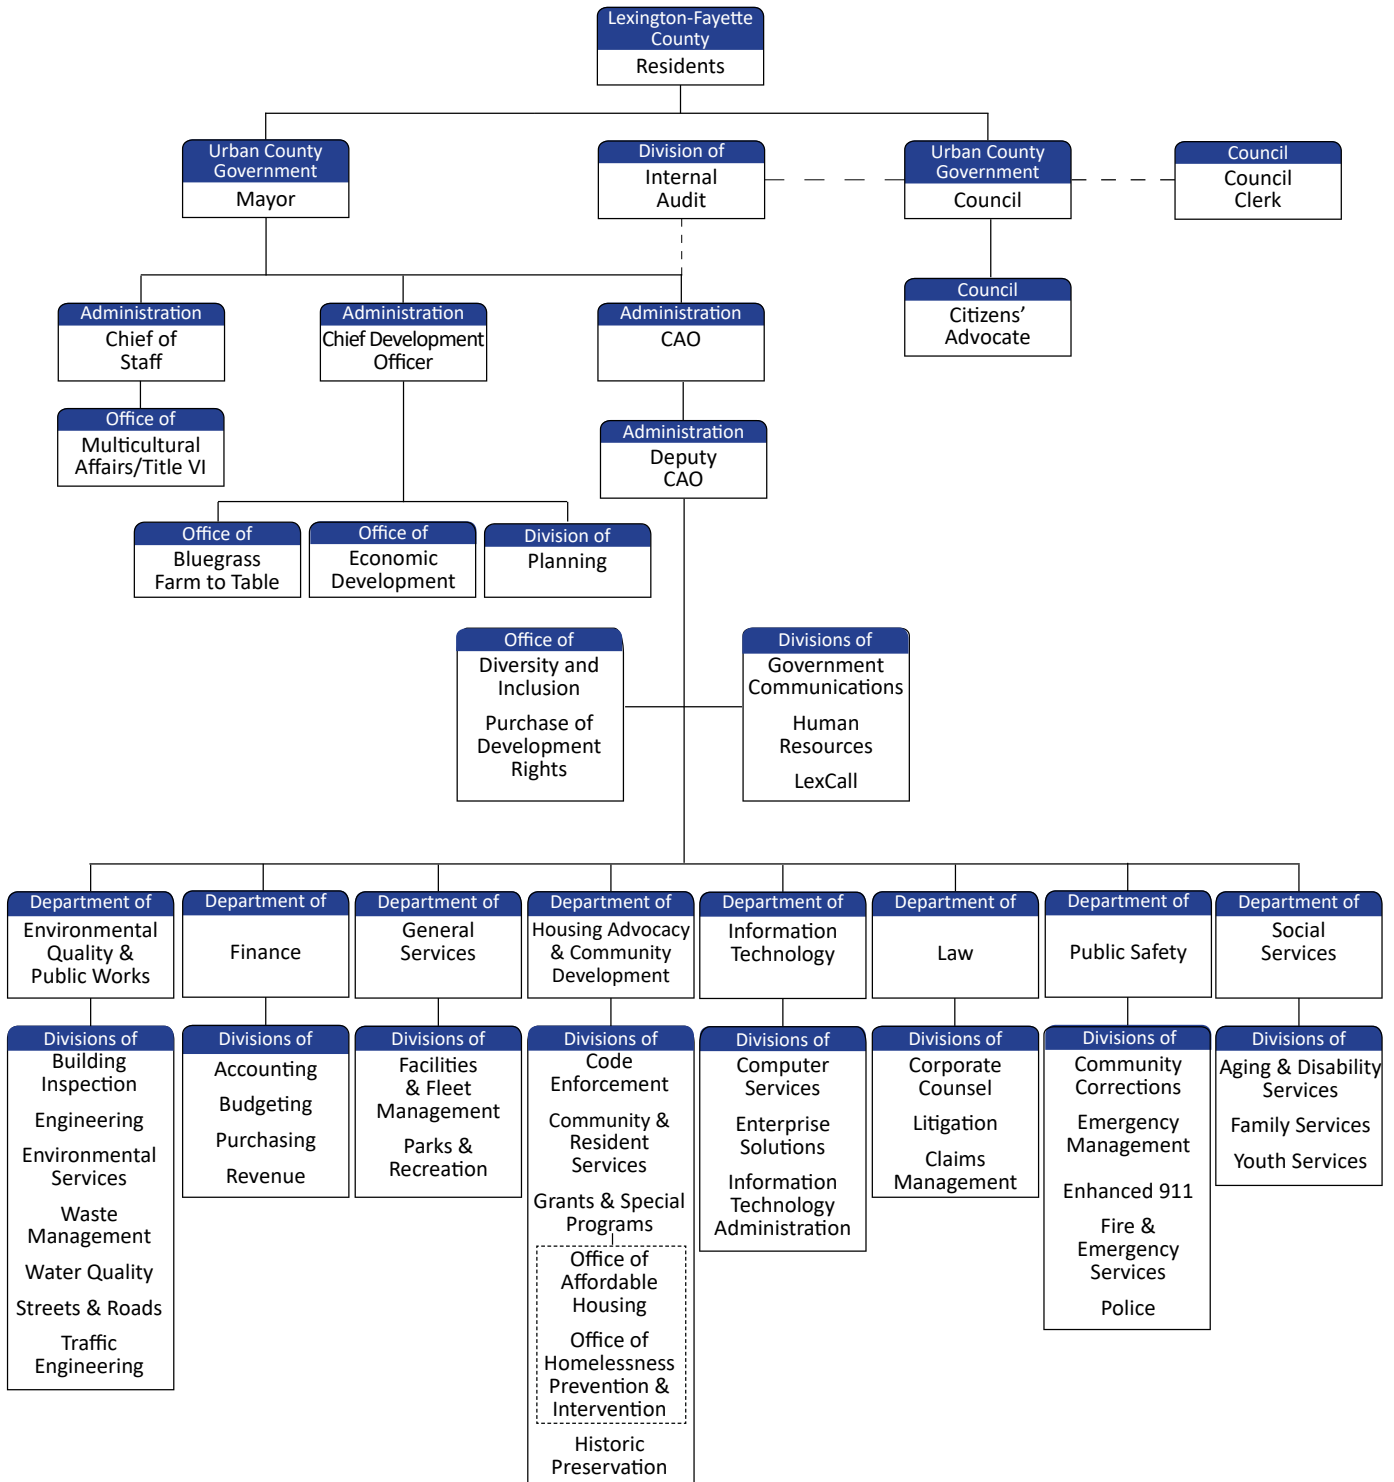 Lexington-Fayette
County
Residents
Urban County
Government
Mayor
Division of
Internal
Audit
Urban County
Government
Council
Council
Council
Clerk
Council
Citizens’
Advocate
Administration
Chief of
Staff
Administration
Chief Development
Officer
Administration
CAO
Office of
Multicultural
Affairs/Title VI
Administration
Deputy
CAO
Office of
Bluegrass
Farm to Table
Office of
Economic
Development
Division of
Planning
Office of
Diversity and
Inclusion
Purchase of
Development
Rights
Divisions of
Government
Communications
Human
Resources
LexCall
Department of
Environmental
Quality &
Public Works
Department of
Finance
Department of
General
Services
Department of
Housing Advocacy
& Community
Development
Department of
Information
Technology
Department of
Law
Department of
Public Safety
Department of
Social
Services
Divisions of
Building
Inspection
Engineering
Environmental
Services
Waste
Management
Water Quality
Streets & Roads
Traffic
Engineering
Divisions of
Accounting
Budgeting
Purchasing
Revenue
Divisions of
Facilities
& Fleet
Management
Parks &
Recreation
Divisions of
Code
Enforcement
Community &
Resident
Services
Grants & Special
Programs
Office of
Affordable
Housing
Office of
Homelessness
Prevention &
Intervention
Historic
Preservation
Divisions of
Computer
Services
Enterprise
Solutions
Information
Technology
Administration
Divisions of
Corporate
Counsel
Litigation
Claims
Management
Divisions of
Community
Corrections
Emergency
Management
Enhanced 911
Fire &
Emergency
Services
Police
Divisions of
Aging & Disability
Services
Family Services
Youth Services